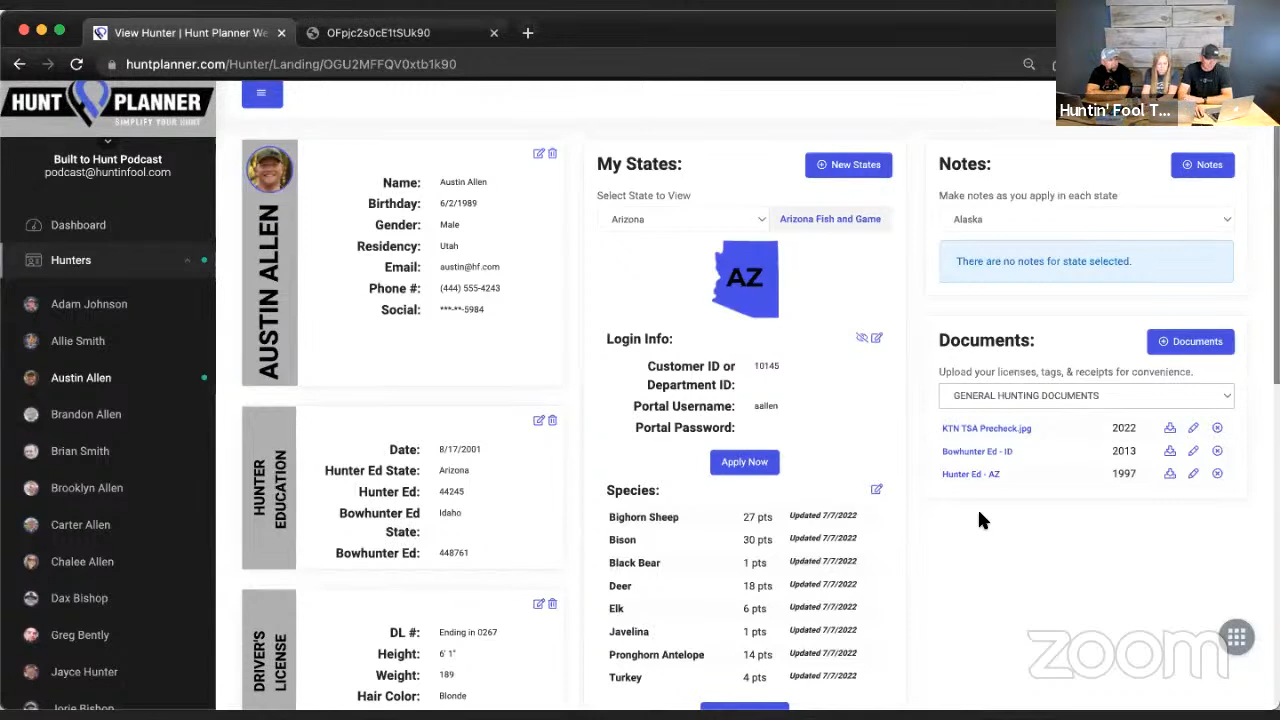 View Hunter | Hunt Planner We
OFpjc2s0cE1tSUk90
huntplanner.com/Hunter/Landing/OGU2MFFQV0xtb1k90
Huntin' Fool T...
HUNT PLANNER
SIMPLIFY YOUR HUNT
Built to Hunt Podcast
podcast@huntinfool.com
Dashboard
Hunters
Adam Johnson
Allie Smith
Austin Allen
Brandon Allen
Brian Smith
Brooklyn Allen
Carter Allen
Chalee Allen
Dax Bishop
Greg Bently
Jayce Hunter
Jorie Bishop
AUSTIN ALLEN
Name: Austin Allen
Birthday: 6/2/1989
Gender: Male
Residency: Utah
Email: austin@hf.com
Phone #: (444) 555-4243
Social: ***-**-5984
HUNTER
EDUCATION
Date: 8/17/2001
Hunter Ed State: Arizona
Hunter Ed: 44245
Bowhunter Ed Idaho
State:
Bowhunter Ed: 448761
DRIVER'S
LICENSE
DL #: Ending in 0267
Height: 6' 1"
Weight: 189
Hair Color: Blonde
My States:
New States
Select State to View
Arizona
Arizona Fish and Game
AZ
Login Info:
Customer ID or 10145
Department ID:
Portal Username: aallen
Portal Password:
Apply Now
Species:
Bighorn Sheep 27 pts Updated 7/7/2022
Bison 30 pts Updated 7/7/2022
Black Bear 1 pts Updated 7/7/2022
Deer 18 pts Updated 7/7/2022
Elk 6 pts Updated 7/7/2022
Javelina 1 pts Updated 7/7/2022
Pronghorn Antelope 14 pts Updated 7/7/2022
Turkey 4 pts Updated 7/7/2022
Notes:
Notes
Make notes as you apply in each state
Alaska
There are no notes for state selected.
Documents:
Documents
Upload your licenses, tags, & receipts for convenience.
GENERAL HUNTING DOCUMENTS
KTN TSA Precheck.jpg 2022
Bowhunter Ed - ID 2013
Hunter Ed - AZ 1997
zoom